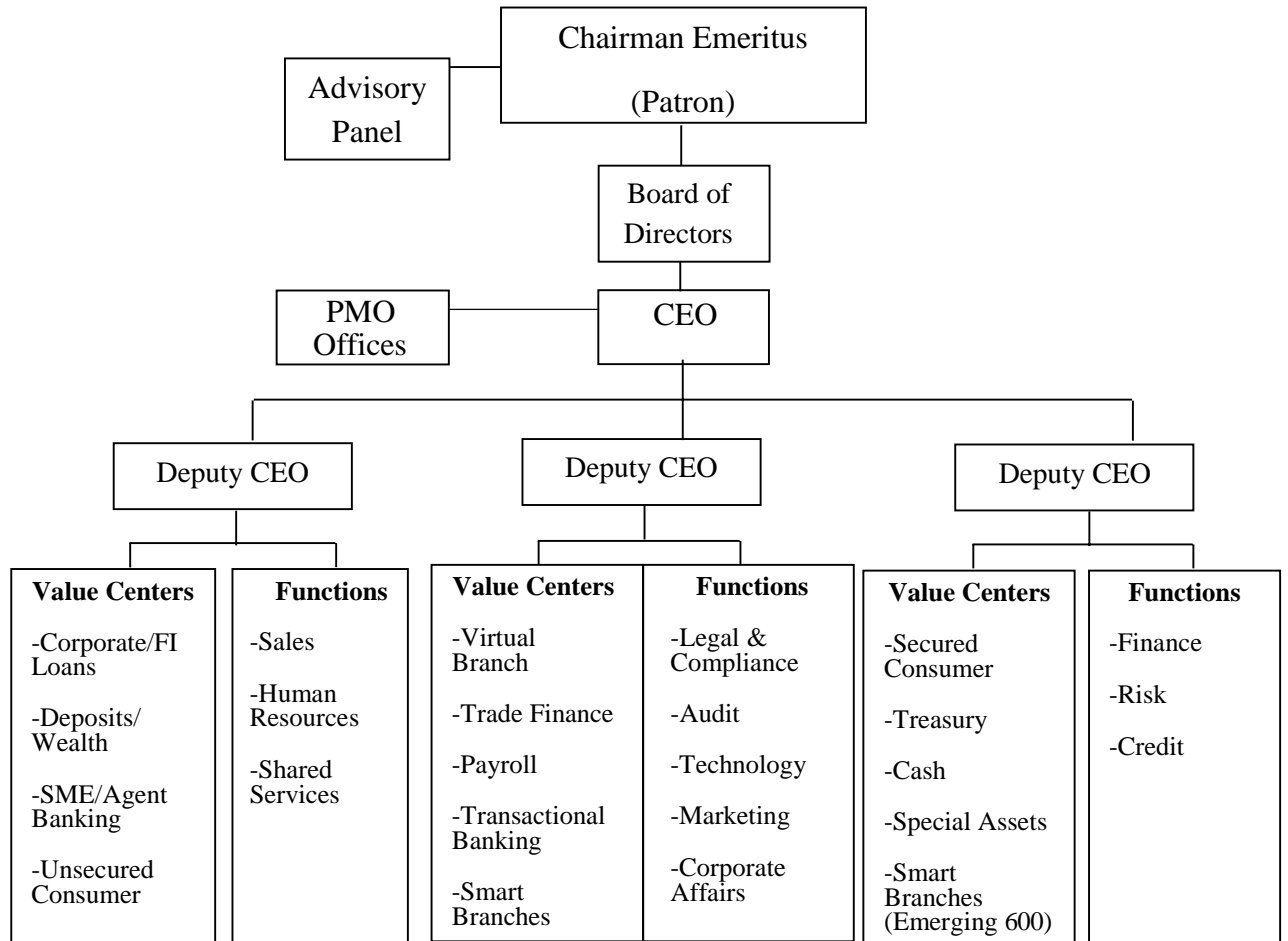 Chairman Emeritus
(Patron)
Advisory
Panel
Board of
Directors
PMO
Offices
CEO
Deputy CEO
Deputy CEO
Deputy CEO
Value Centers
-Corporate/FI
Loans
-Deposits/
Wealth
-SME/Agent
Banking
-Unsecured
Consumer
Functions
-Sales
-Human
Resources
-Shared
Services
Value Centers
-Virtual
Branch
-Trade Finance
-Payroll
-Transactional
Banking
-Smart
Branches
Functions
-Legal &
Compliance
-Audit
-Technology
-Marketing
-Corporate
Affairs
Value Centers
-Secured
Consumer
-Treasury
-Cash
-Special Assets
-Smart
Branches
(Emerging 600)
Functions
-Finance
-Risk
-Credit